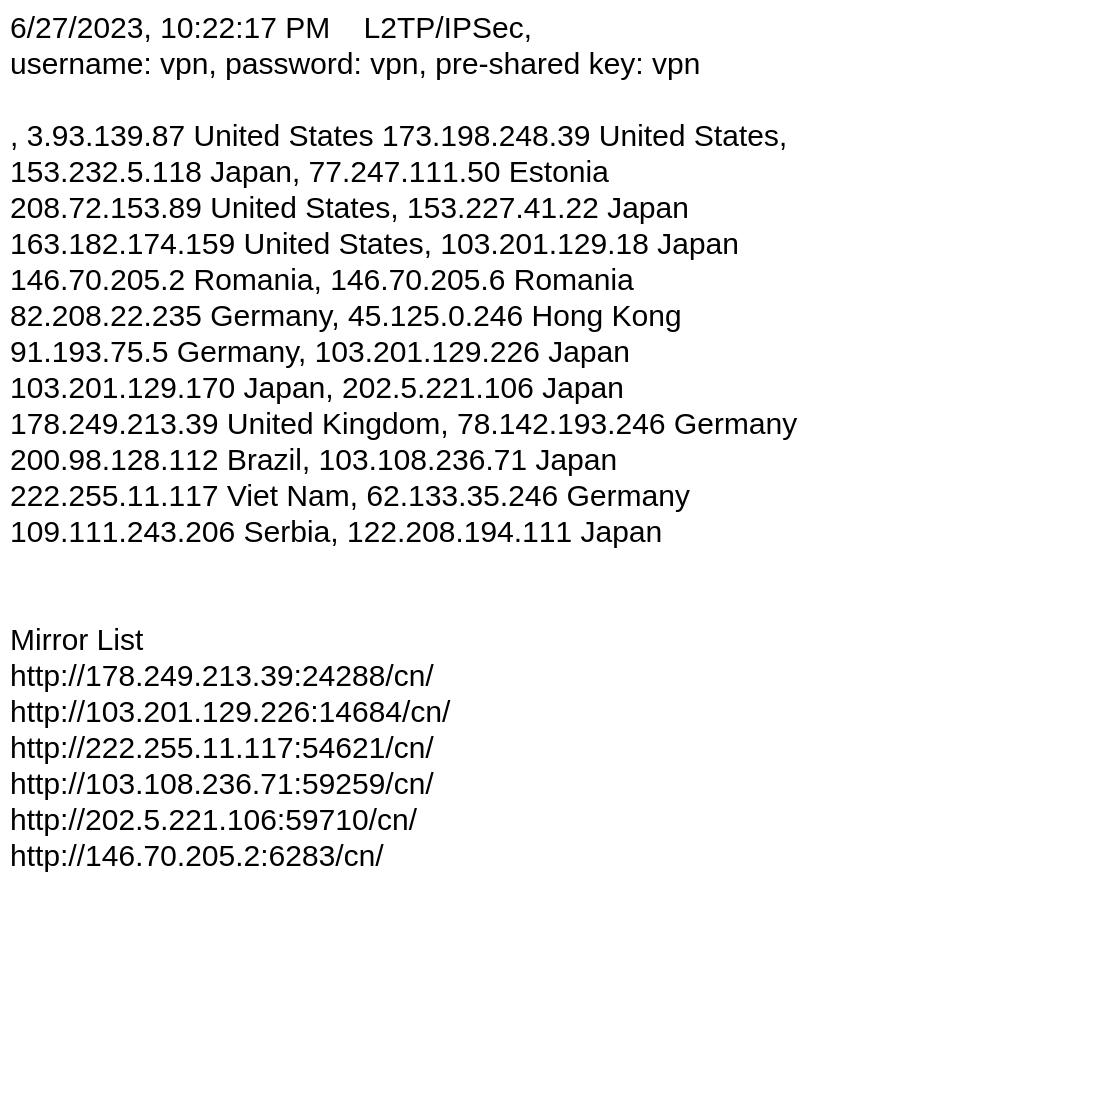 6/27/2023, 10:22:17 PM    L2TP/IPSec,
username: vpn, password: vpn, pre-shared key: vpn
, 3.93.139.87 United States 173.198.248.39 United States,
153.232.5.118 Japan, 77.247.111.50 Estonia
208.72.153.89 United States, 153.227.41.22 Japan
163.182.174.159 United States, 103.201.129.18 Japan
146.70.205.2 Romania, 146.70.205.6 Romania
82.208.22.235 Germany, 45.125.0.246 Hong Kong
91.193.75.5 Germany, 103.201.129.226 Japan
103.201.129.170 Japan, 202.5.221.106 Japan
178.249.213.39 United Kingdom, 78.142.193.246 Germany
200.98.128.112 Brazil, 103.108.236.71 Japan
222.255.11.117 Viet Nam, 62.133.35.246 Germany
109.111.243.206 Serbia, 122.208.194.111 Japan
Mirror List
http://178.249.213.39:24288/cn/
http://103.201.129.226:14684/cn/
http://222.255.11.117:54621/cn/
http://103.108.236.71:59259/cn/
http://202.5.221.106:59710/cn/
http://146.70.205.2:6283/cn/